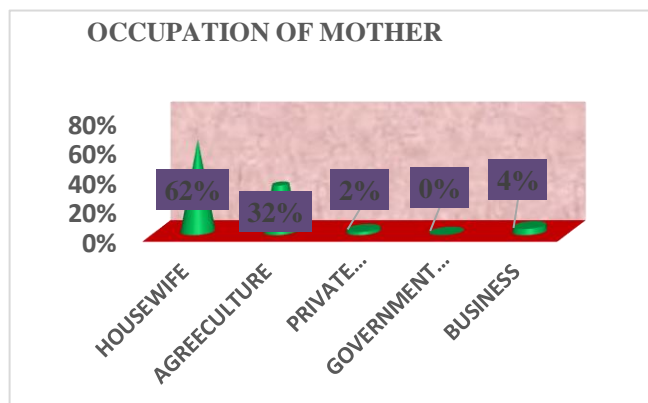 OCCUPATION OF MOTHER
80%
60%
40%
20%
0%
62%
32%
2%
0%
4%
HOUSEWIFE
AGREECULTURE
PRIVATE...
GOVERNMENT...
BUSINESS